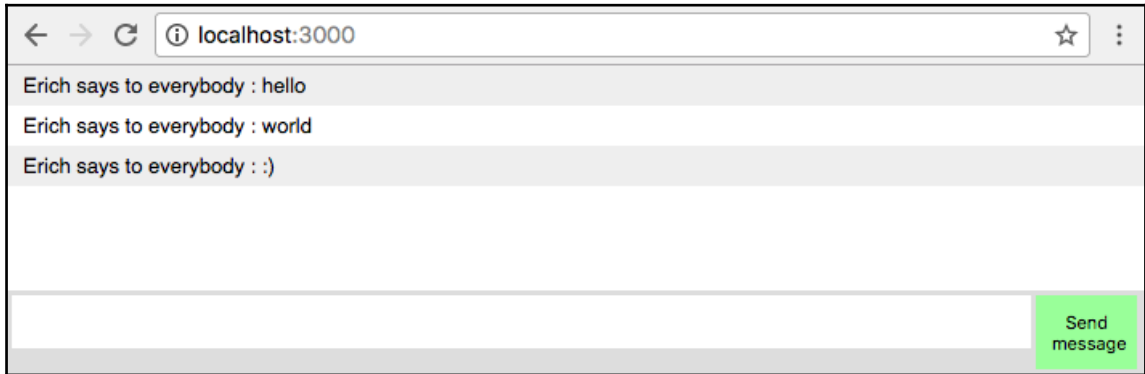 localhost:3000
Erich says to everybody : hello
Erich says to everybody : world
Erich says to everybody : :)
Send
message